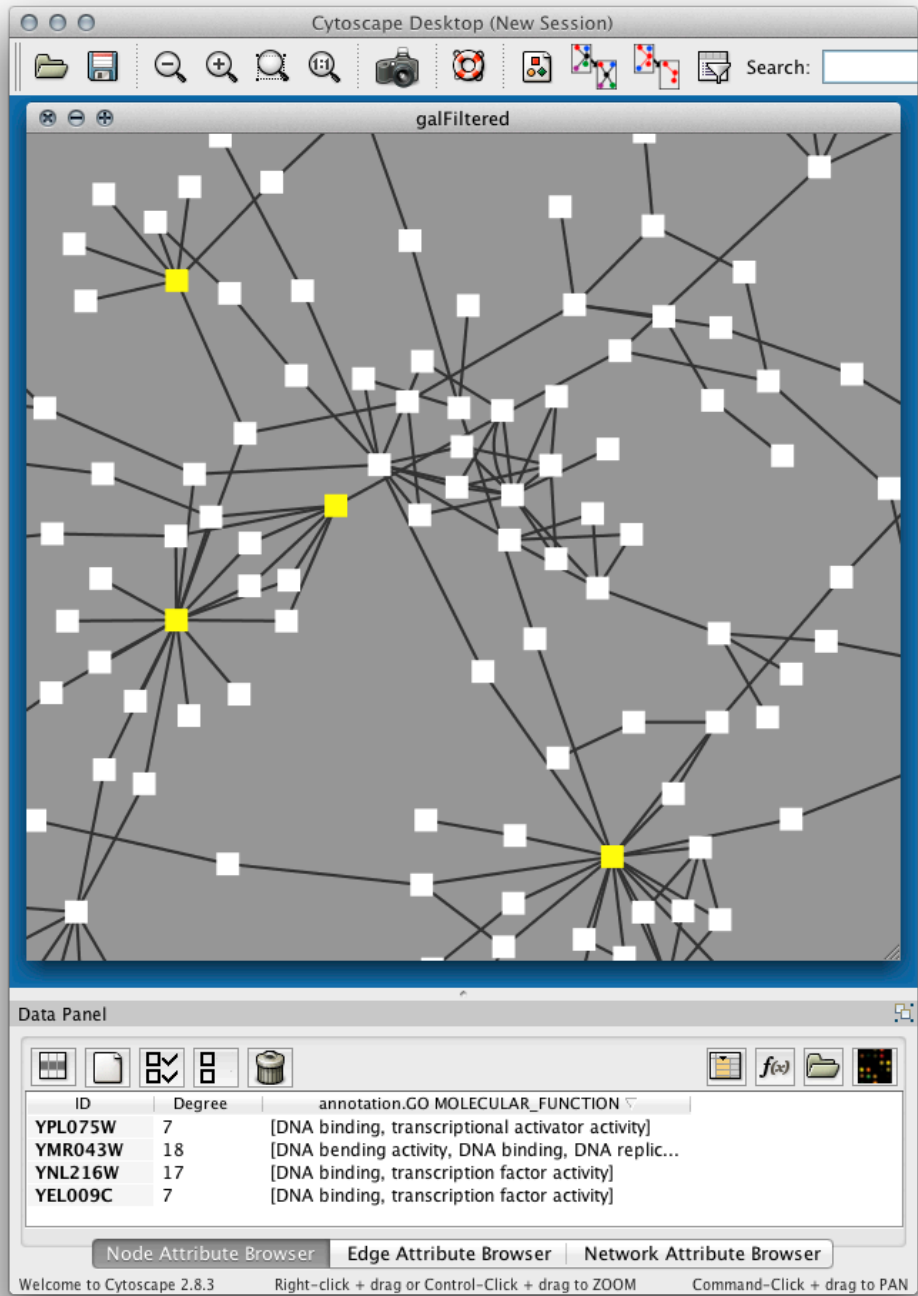 Cytoscape Desktop (New Session)
1:1 Search:
galFiltered
Data Panel
f(x)
ID Degree annotation.GO MOLECULAR_FUNCTION
YPL075W 7 [DNA binding, transcriptional activator activity]
YMR043W 18 [DNA bending activity, DNA binding, DNA replic...
YNL216W 17 [DNA binding, transcription factor activity]
YEL009C 7 [DNA binding, transcription factor activity]
Node Attribute Browser Edge Attribute Browser Network Attribute Browser
Welcome to Cytoscape 2.8.3 Right-click + drag or Control-Click + drag to ZOOM Command-Click + drag to PAN